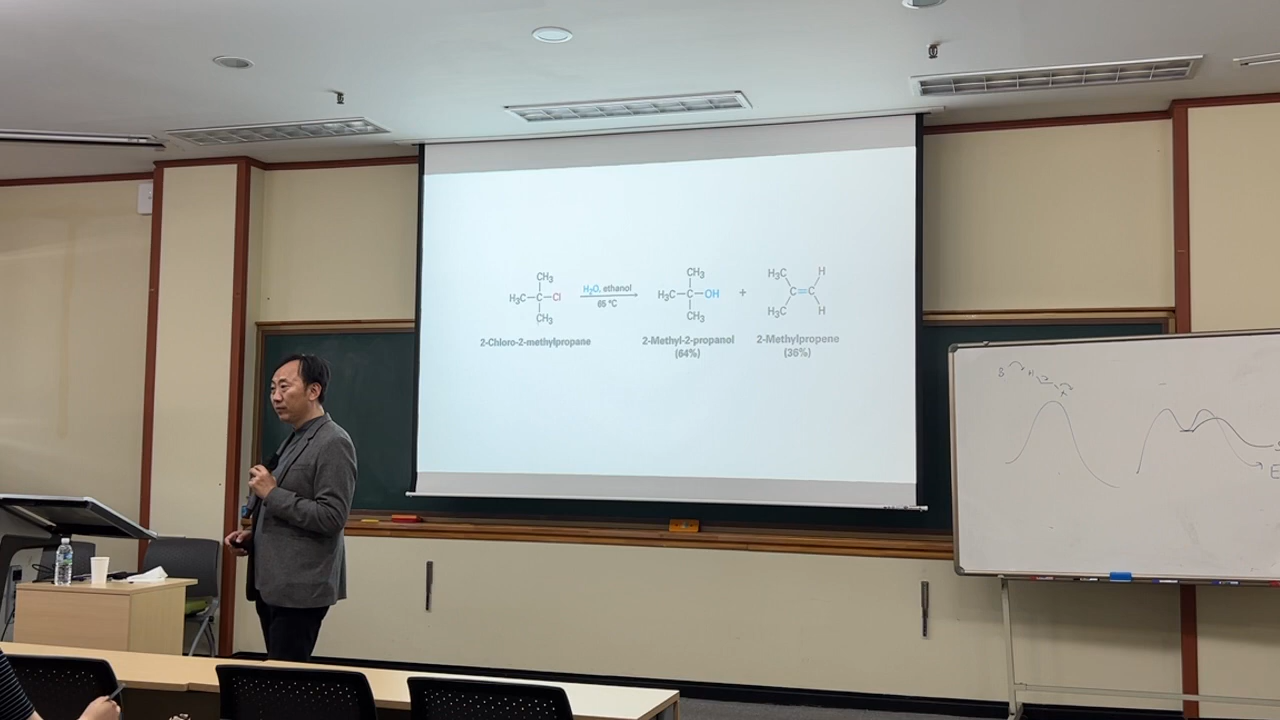 CH₃
H₃C–C–Cl
CH₃
2-Chloro-2-methylpropane
H₂O, ethanol
65 °C
CH₃
H₃C–C–OH
CH₃
2-Methyl-2-propanol
(64%)
+
H₃C
H
C=C
H₃C
H
2-Methylpropene
(36%)